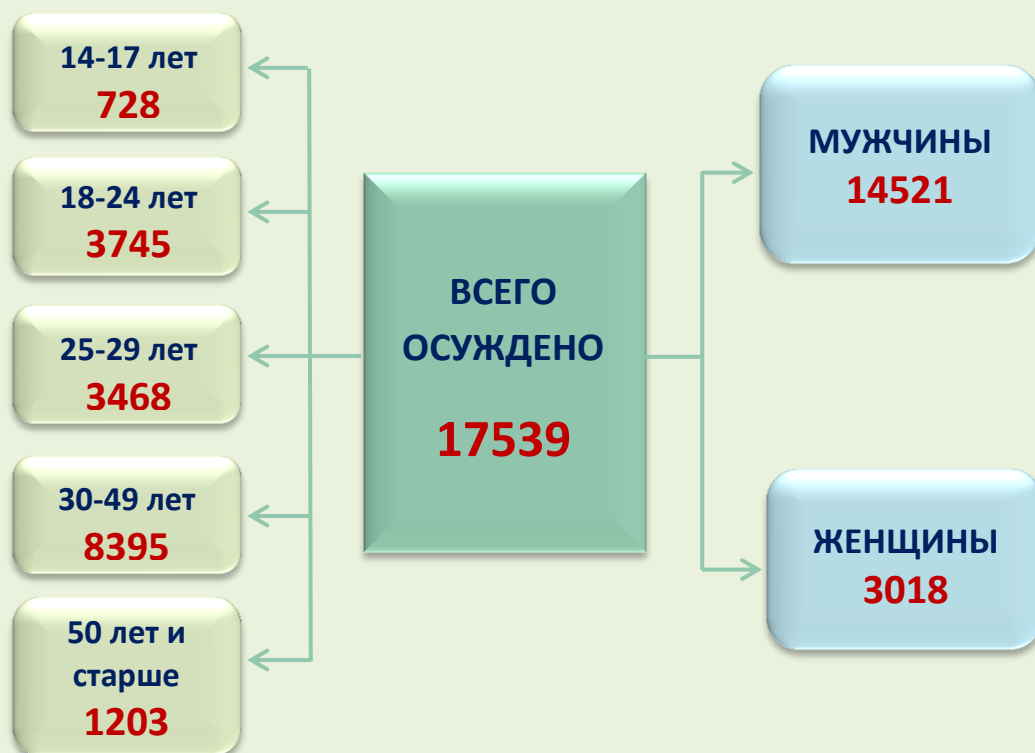 14-17 лет
728
18-24 лет
3745
25-29 лет
3468
30-49 лет
8395
50 лет и
старше
1203
ВСЕГО
ОСУЖДЕНО
17539
МУЖЧИНЫ
14521
ЖЕНЩИНЫ
3018